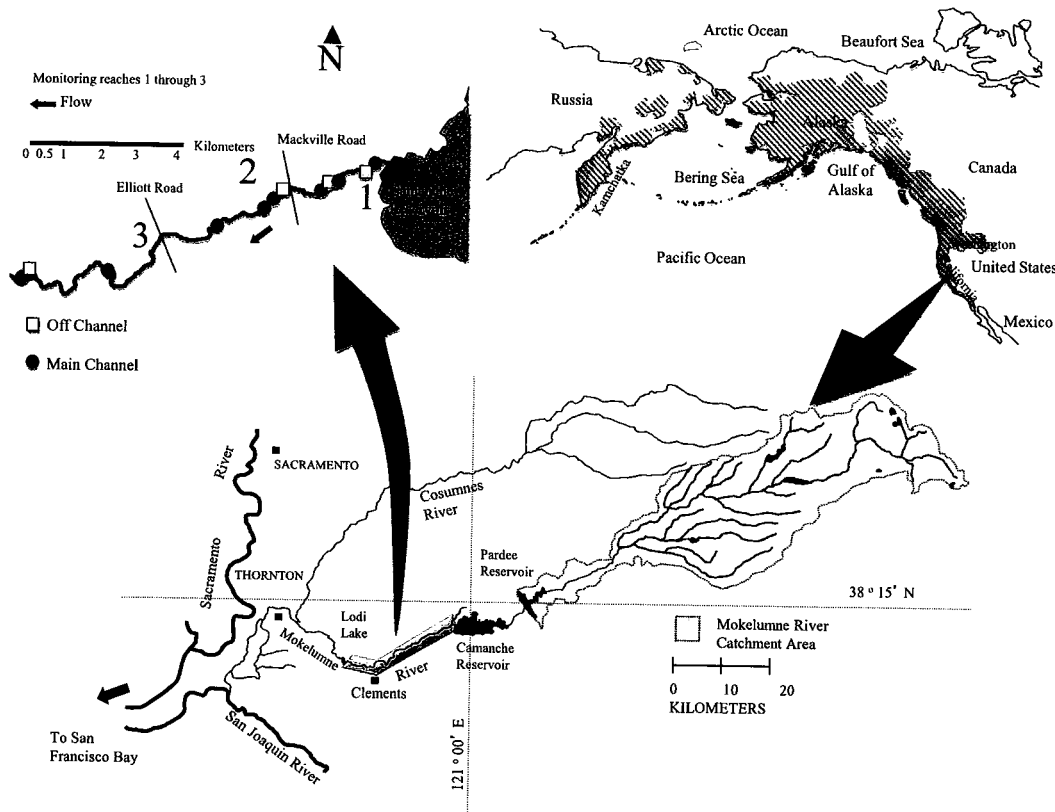 Monitoring reaches 1 through 3
Flow
0 0.5 1 2 3 4
Kilometers
N
Mackville Road
2
1
Elliott Road
3
Off Channel
Main Channel
Arctic Ocean
Beaufort Sea
Russia
Alaska
Canada
Kamchatka
Bering Sea
Gulf of
Alaska
Pacific Ocean
United States
Mexico
River
SACRAMENTO
Cosumnes
River
Sacramento
THORNTON
Pardee
Reservoir
38 º 15' N
Lodi
Lake
Mokelumne
River
Camanche
Reservoir
Clements
Mokelumne River
Catchment Area
0 10 20
KILOMETERS
San Joaquin River
To San
Francisco Bay
121 º 00' E